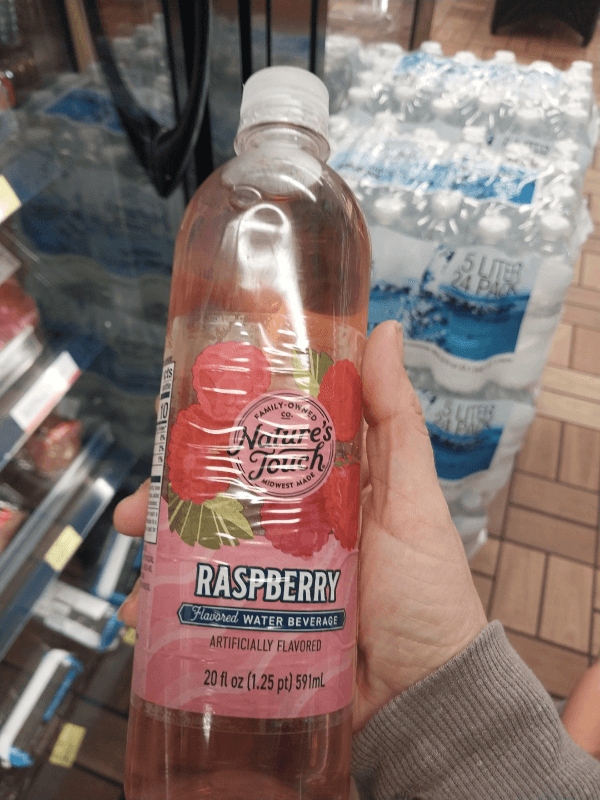 FAMILY-OWNED
CO.
Nature's
Touch
MIDWEST MADE
RASPBERRY
Flavored WATER BEVERAGE
ARTIFICIALLY FLAVORED
20 fl oz (1.25 pt) 591mL
10
5 LITER
24 PACK